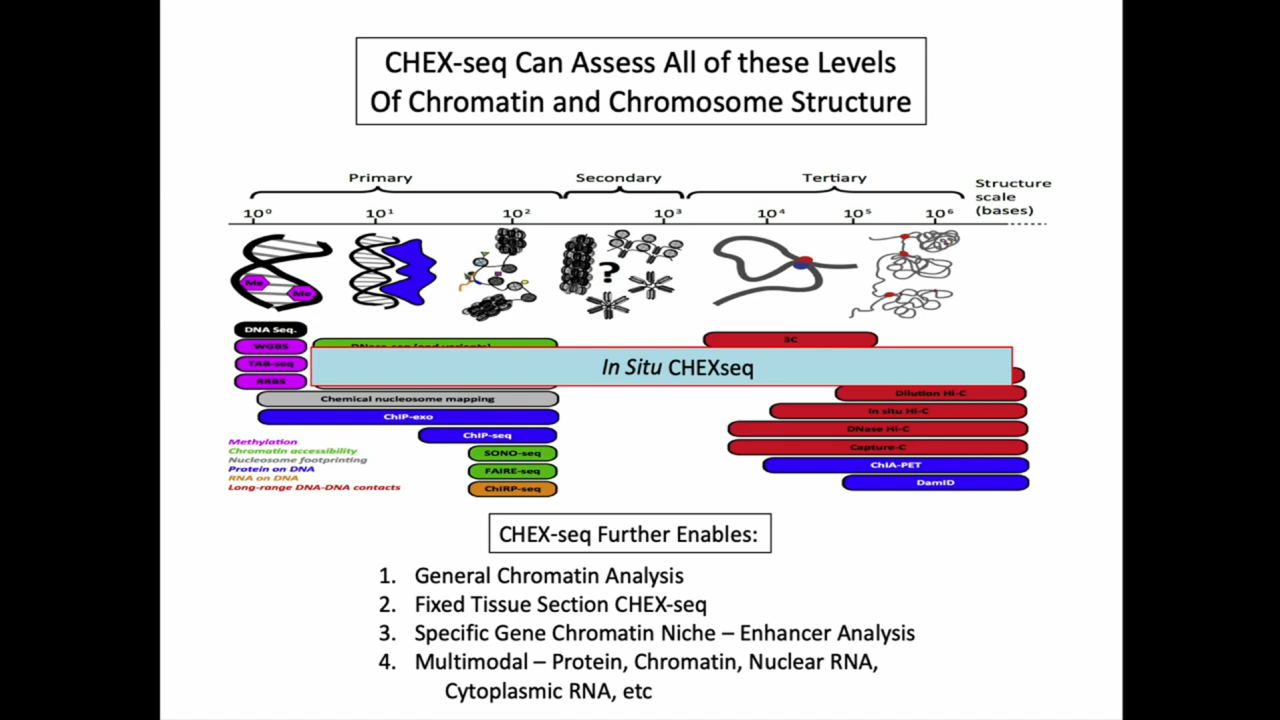 CHEX-seq Can Assess All of these Levels
Of Chromatin and Chromosome Structure
Primary
Secondary
Tertiary
Structure
scale
(bases)
10⁰
10¹
10²
10³
10⁴
10⁵
10⁶
Me
Me
?
DNA Seq.
WGBS
TAB-seq
RRBS
3C
In Situ CHEXseq
Chemical nucleosome mapping
ChIP-exo
ChIP-seq
SONO-seq
FAIRE-seq
ChIRP-seq
Dilution Hi-C
In situ Hi-C
DNase Hi-C
Capture-C
ChIA-PET
DamID
Methylation
Chromatin accessibility
Nucleosome footprinting
Protein on DNA
RNA on DNA
Long-range DNA-DNA contacts
CHEX-seq Further Enables:
1. General Chromatin Analysis
2. Fixed Tissue Section CHEX-seq
3. Specific Gene Chromatin Niche – Enhancer Analysis
4. Multimodal – Protein, Chromatin, Nuclear RNA,
Cytoplasmic RNA, etc